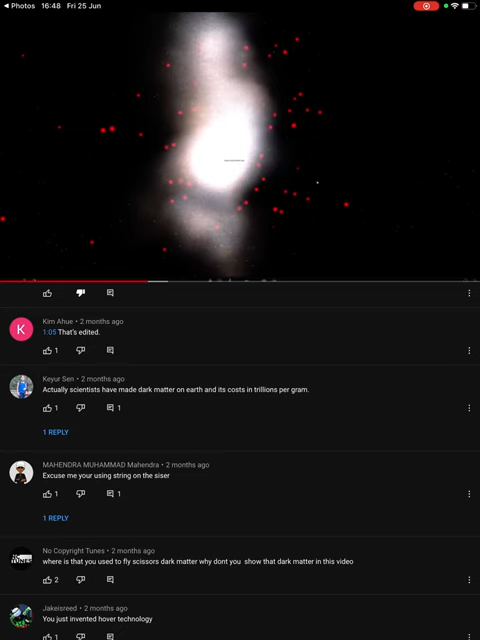 ◀ Photos 16:48 Fri 25 Jun
Kim Ahue • 2 months ago
1:05 That's edited.
1
Keyur Sen • 2 months ago
Actually scientists have made dark matter on earth and its costs in trillions per gram.
1 1
1 REPLY
MAHENDRA MUHAMMAD Mahendra • 2 months ago
Excuse me your using string on the siser
1 1
1 REPLY
No Copyright Tunes • 2 months ago
where is that you used to fly scissors dark matter why dont you show that dark matter in this video
2
Jakeisreed • 2 months ago
You just invented hover technology
1